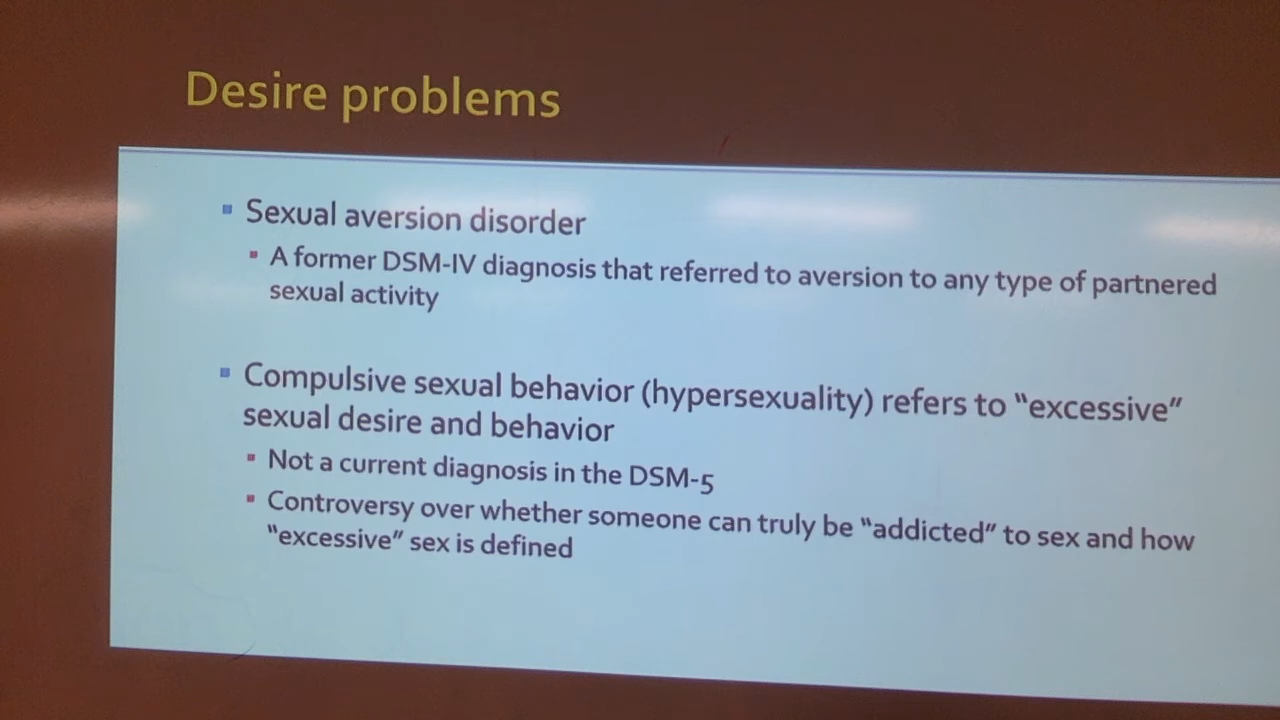 Desire problems
Sexual aversion disorder
A former DSM-IV diagnosis that referred to aversion to any type of partnered
sexual activity
Compulsive sexual behavior (hypersexuality) refers to “excessive”
sexual desire and behavior
Not a current diagnosis in the DSM-5
Controversy over whether someone can truly be “addicted” to sex and how
“excessive” sex is defined